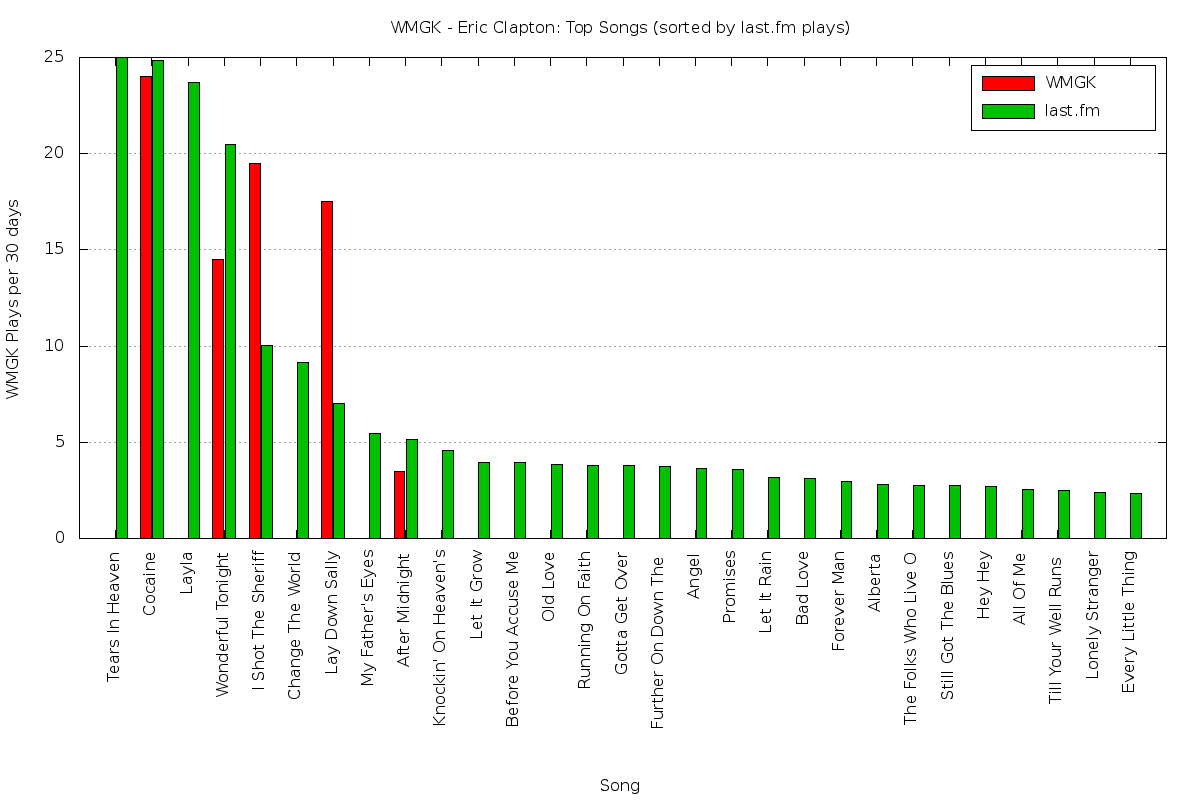 WMGK - Eric Clapton: Top Songs (sorted by last.fm plays)
WMGK
last.fm
WMGK Plays per 30 days
25
20
15
10
5
0
Tears In Heaven
Cocaine
Layla
Wonderful Tonight
I Shot The Sheriff
Change The World
Lay Down Sally
My Father's Eyes
After Midnight
Knockin' On Heaven's
Let It Grow
Before You Accuse Me
Old Love
Running On Faith
Gotta Get Over
Further On Down The
Angel
Promises
Let It Rain
Bad Love
Forever Man
Alberta
The Folks Who Live O
Still Got The Blues
Hey Hey
All Of Me
Till Your Well Runs
Lonely Stranger
Every Little Thing
Song